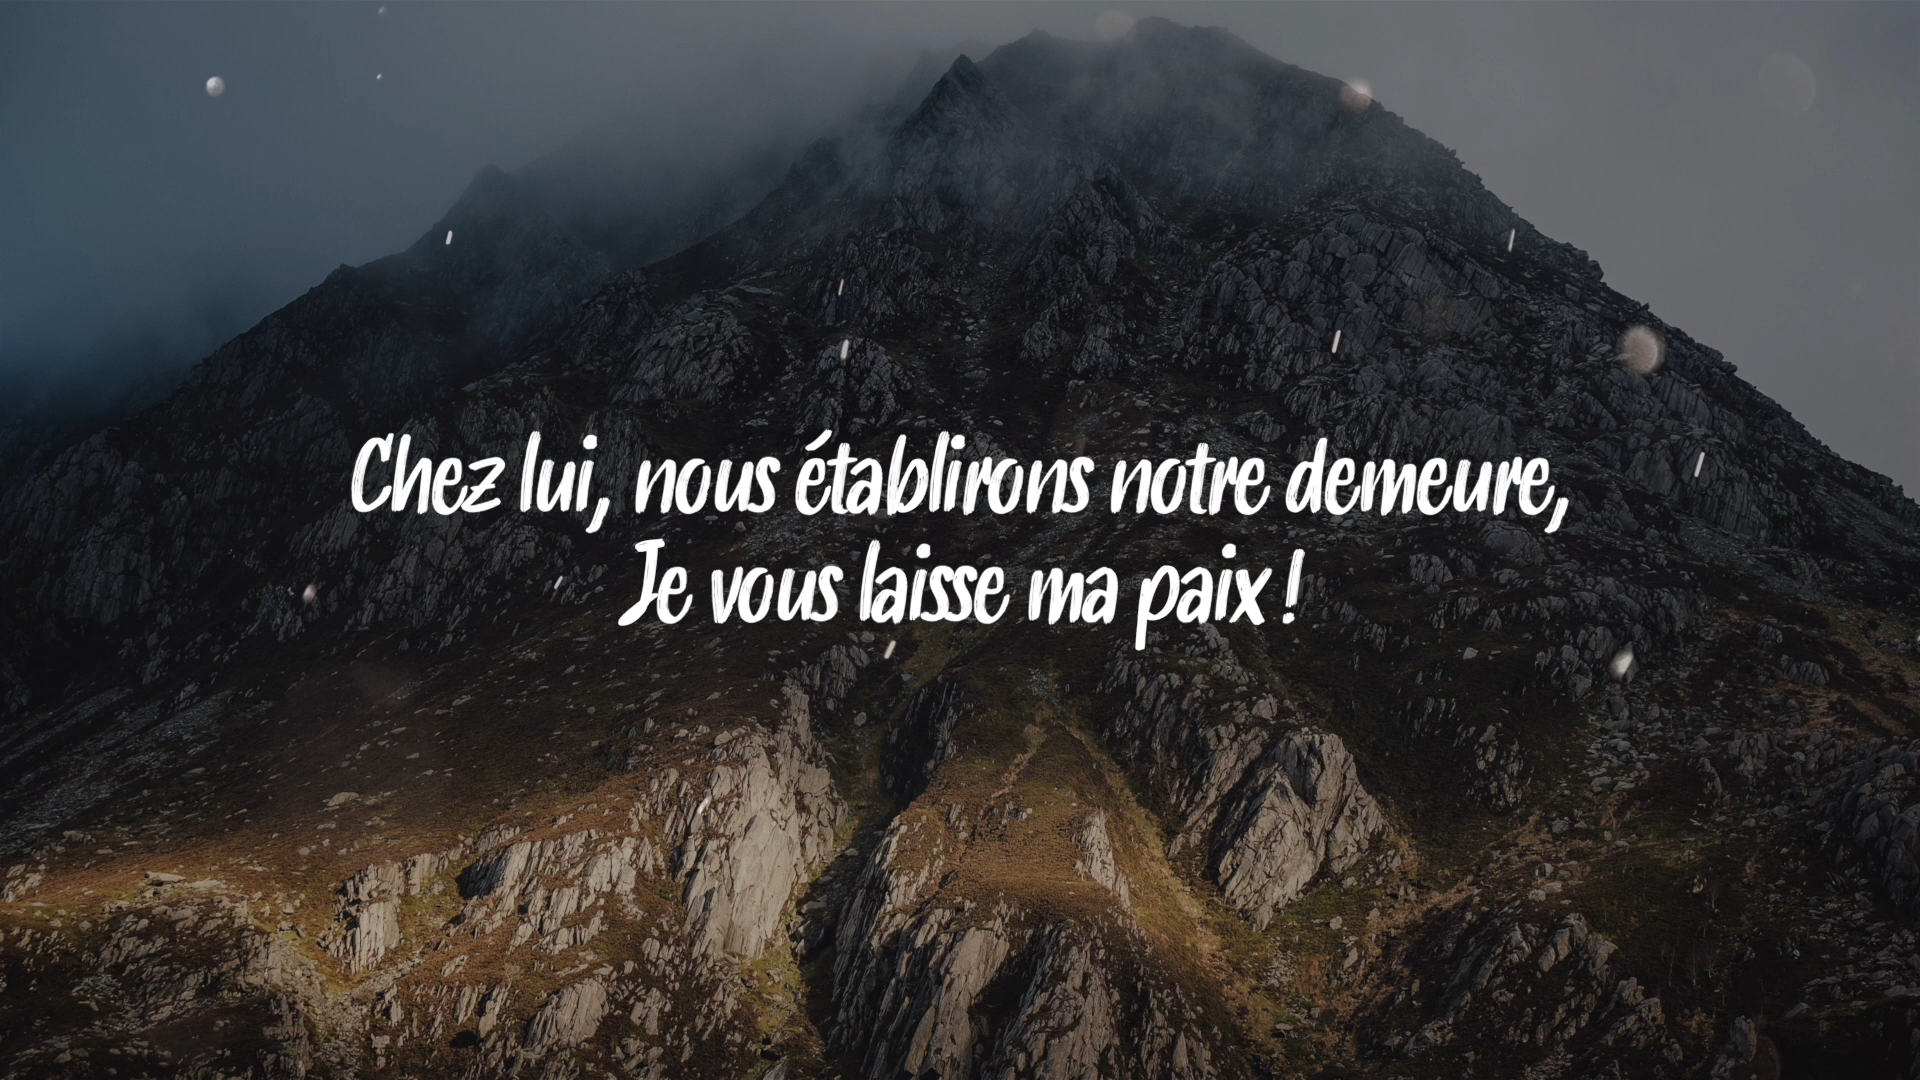 Chez lui, nous établirons notre demeure,
Je vous laisse ma paix !